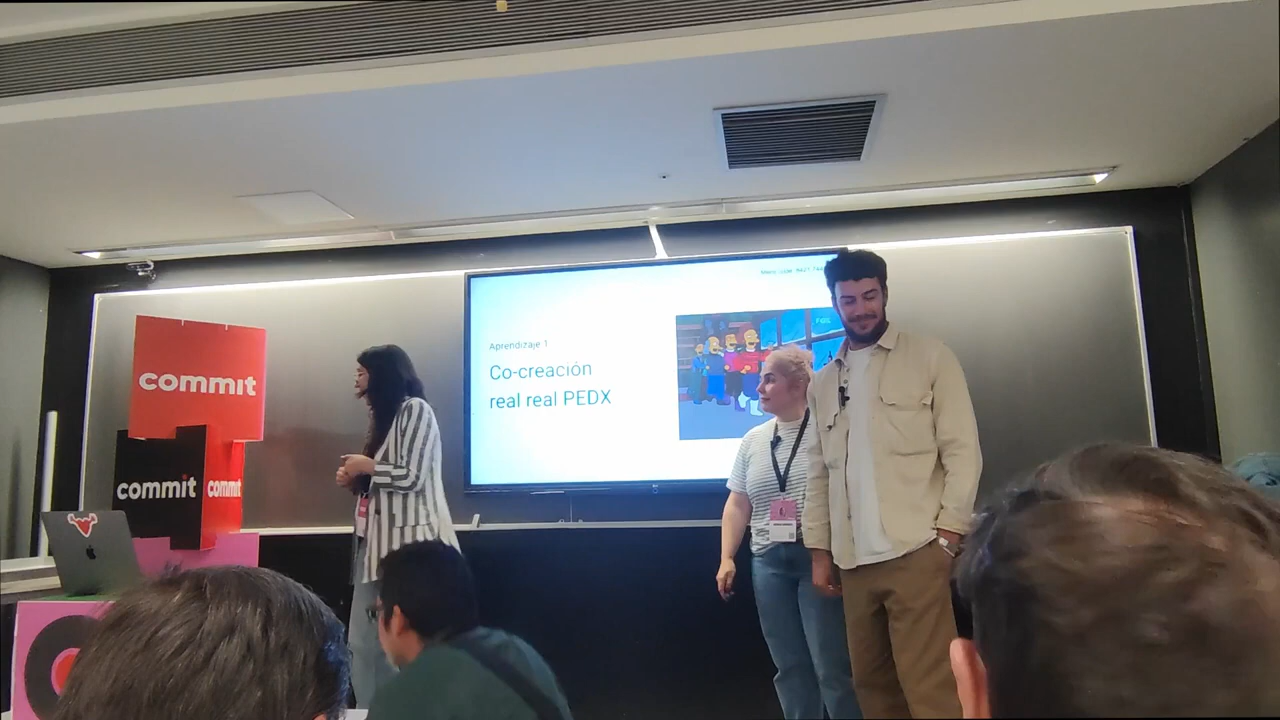 commit
commit
commit
Aprendizaje 1
Co-creación
real real PEDX